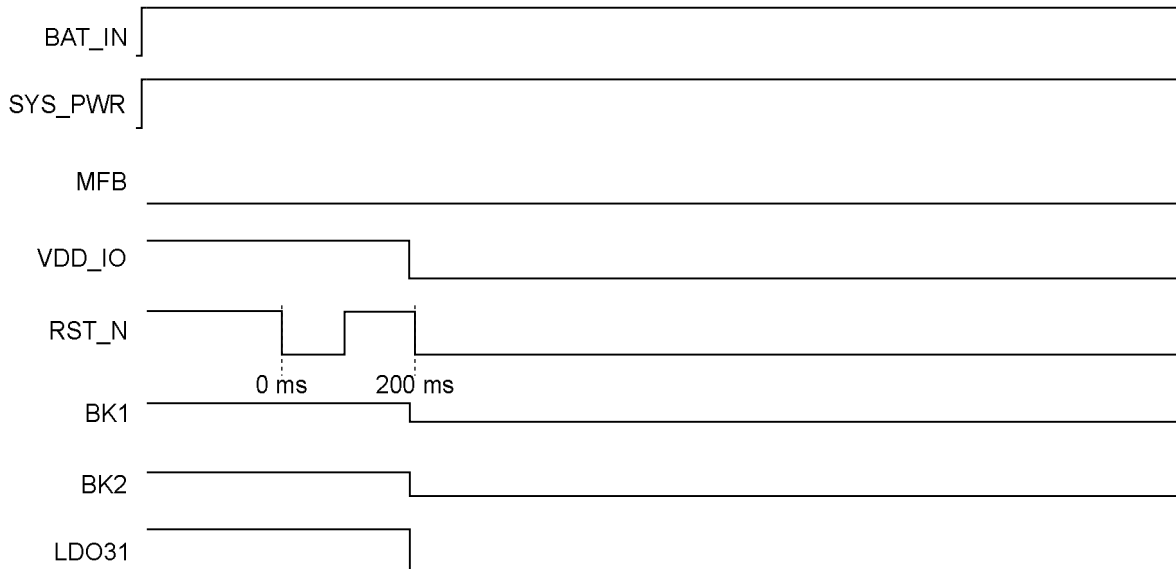 BAT_IN
SYS_PWR
MFB
VDD_IO
RST_N
0 ms 200 ms
BK1
BK2
LDO31